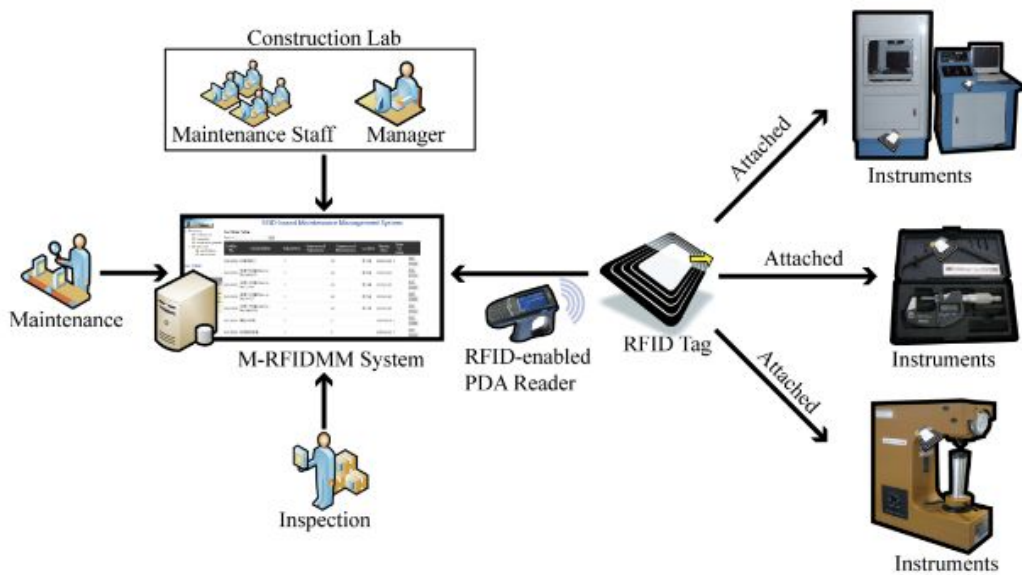 Construction Lab
Maintenance Staff
Manager
Attached
Instruments
RFID-based Maintenance Management System
Maintenance
M-RFIDMM System
RFID-enabled
PDA Reader
RFID Tag
Attached
Instruments
Attached
Inspection
Instruments